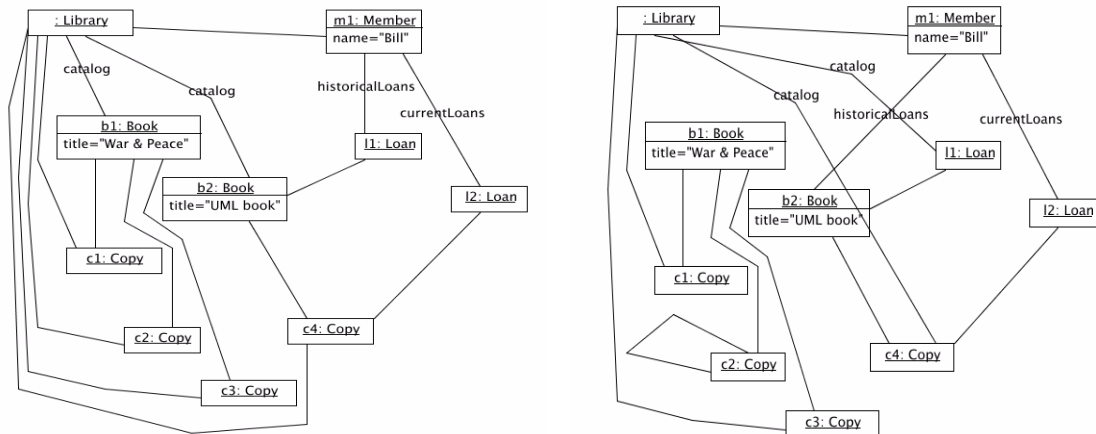 : Library
m1: Member
name="Bill"
catalog
historicalLoans
catalog
currentLoans
b1: Book
title="War & Peace"
l1: Loan
b2: Book
title="UML book"
l2: Loan
c1: Copy
c4: Copy
c2: Copy
c3: Copy
: Library
m1: Member
name="Bill"
catalog
catalog
historicalLoans
currentLoans
b1: Book
title="War & Peace"
l1: Loan
b2: Book
title="UML book"
l2: Loan
c1: Copy
c4: Copy
c2: Copy
c3: Copy